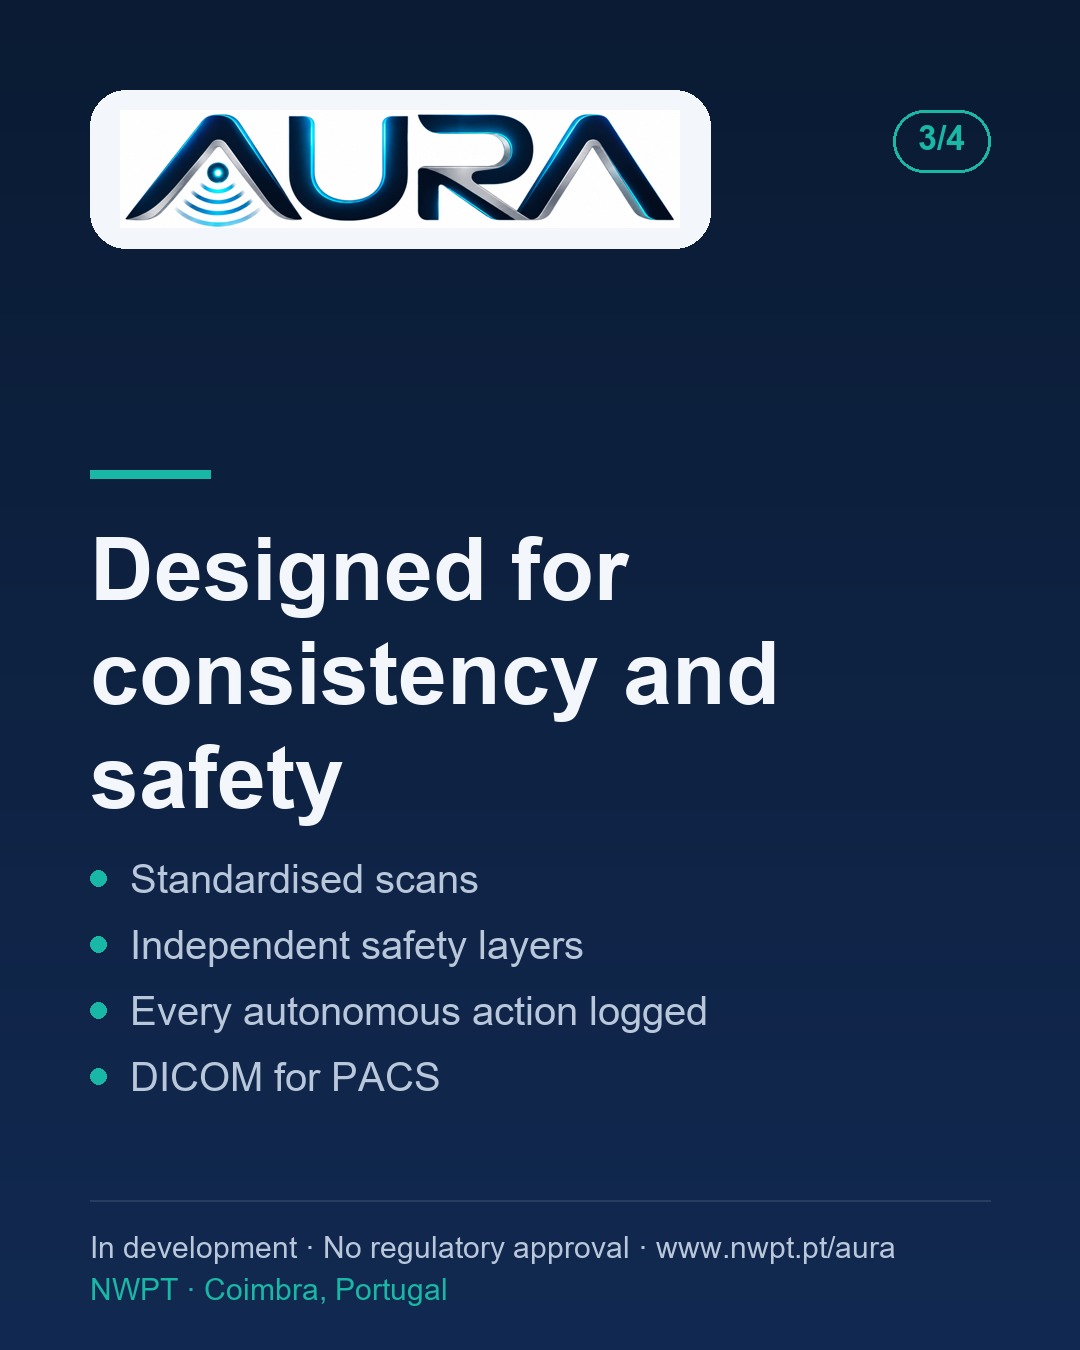 AURA
3/4
Designed for
consistency and
safety
Standardised scans
Independent safety layers
Every autonomous action logged
DICOM for PACS
In development · No regulatory approval · www.nwpt.pt/aura
NWPT · Coimbra, Portugal